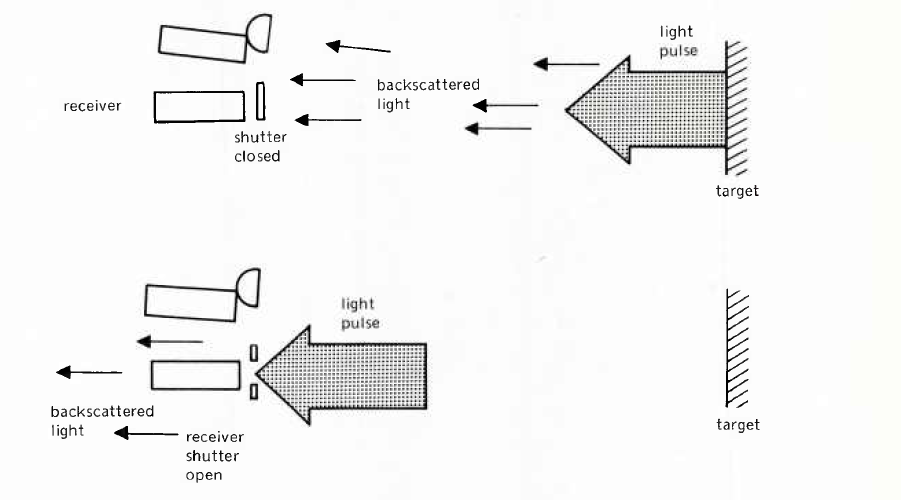 light
pulse
backscattered
light
receiver
shutter
closed
target
light
pulse
backscattered
light
receiver
shutter
open
target